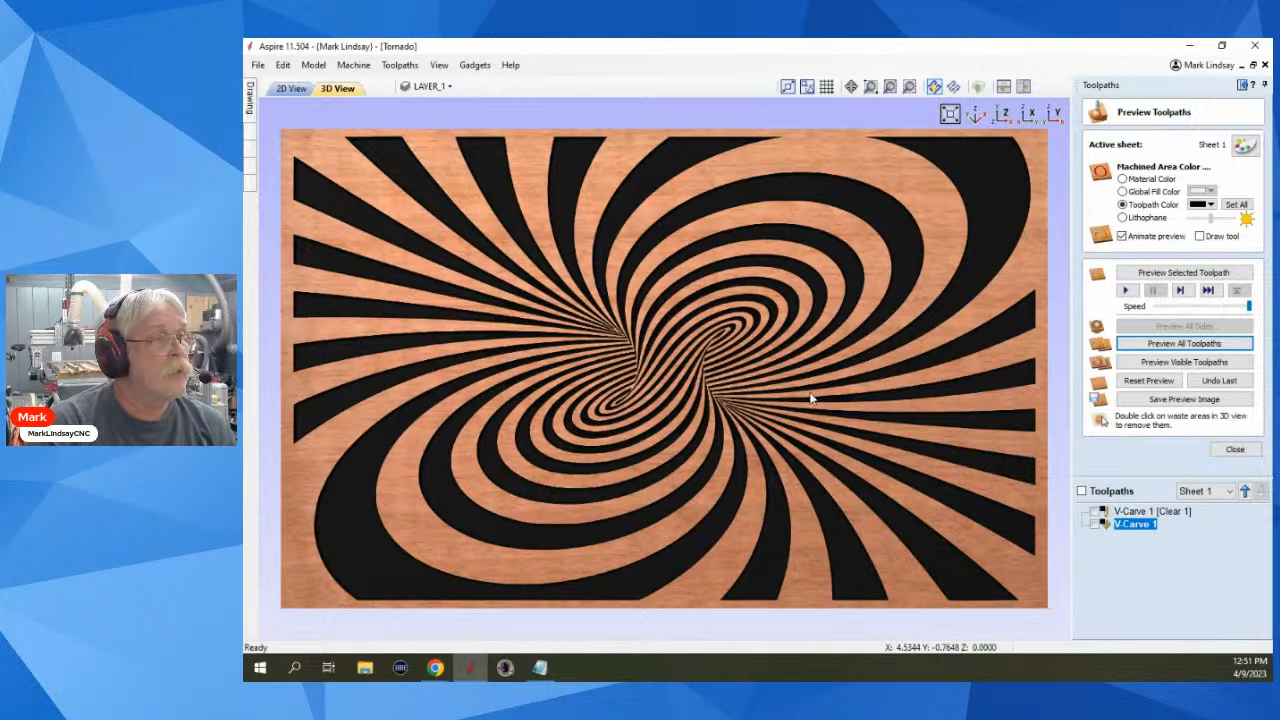 Aspire 11.504 - {Mark Lindsay} - [Tornado]
File Edit Model Machine Toolpaths View Gadgets Help
Mark Lindsay
2D View 3D View LAYER_1
Toolpaths
Drawing
Preview Toolpaths
Active sheet: Sheet 1
Machined Area Color ....
Material Color
Global Fill Color
Toolpath Color Set All
Lithophane
Animate preview Draw tool
Preview Selected Toolpath
Speed
Preview All Sides...
Preview All Toolpaths
Preview Visible Toolpaths
Reset Preview Undo Last
Save Preview Image
Double click on waste areas in 3D view
to remove them.
Close
Toolpaths Sheet 1
V-Carve 1 [Clear 1]
V-Carve 1
Mark
MarkLindsayCNC
Ready
X: 4.5344 Y:-0.7648 Z: 0.0000
12:51 PM
4/9/2023